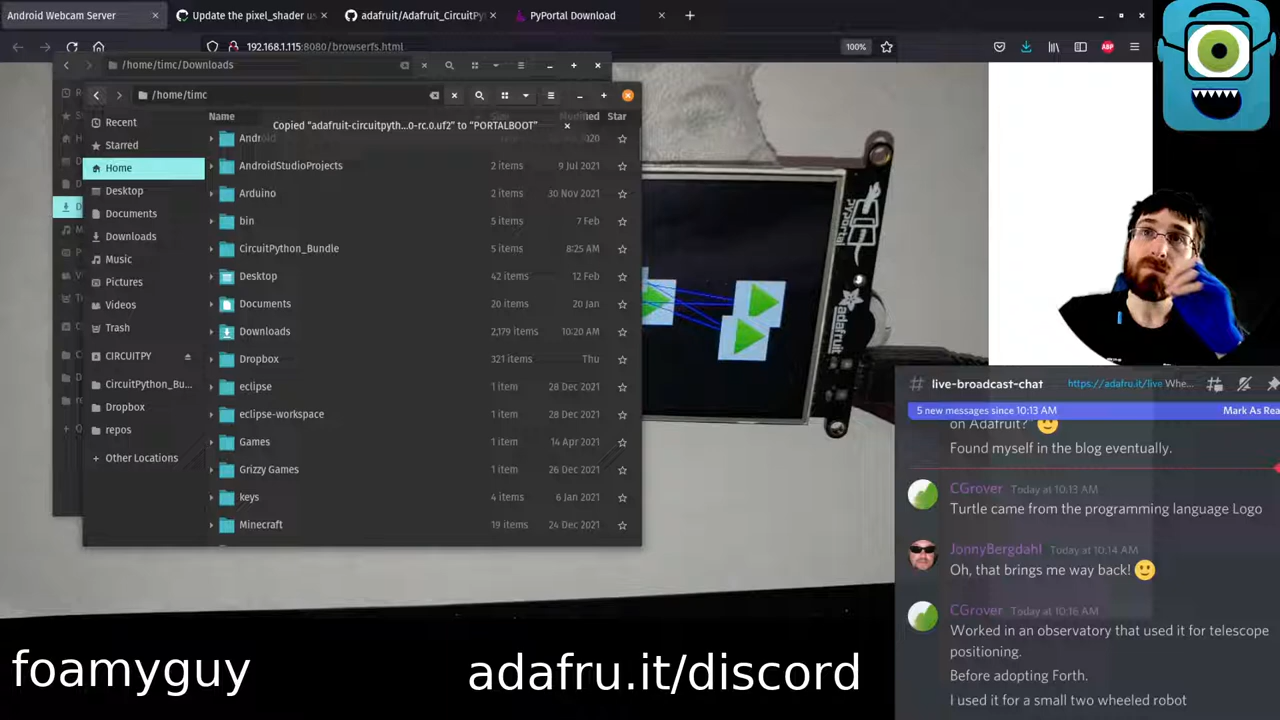 Android Webcam Server
Update the pixel_shader us
adafruit/Adafruit_CircuitPy
PyPortal Download
192.168.1.115:8080/browserfs.html
100%
ABP
/home/timc/Downloads
/home/timc
Name
Size
Modified
Star
Copied "adafruit-circuitpyth...0-rc.0.uf2" to "PORTALBOOT"
Recent
Starred
Home
Desktop
Documents
Downloads
Music
Pictures
Videos
Trash
CIRCUITPY
CircuitPython_Bu...
Dropbox
repos
Other Locations
AndroidStudioProjects 2 items 9 Jul 2021
Arduino 2 items 30 Nov 2021
bin 5 items 7 Feb
CircuitPython_Bundle 5 items 8:25 AM
Desktop 42 items 12 Feb
Documents 20 items 20 Jan
Downloads 2,179 items 10:20 AM
Dropbox 321 items Thu
eclipse 1 item 28 Dec 2021
eclipse-workspace 1 item 28 Dec 2021
Games 1 item 14 Apr 2021
Grizzy Games 1 item 26 Dec 2021
keys 4 items 6 Jan 2021
Minecraft 19 items 24 Dec 2021
pyportal
adafruit
# live-broadcast-chat https://adafru.it/live Whe...
5 new messages since 10:13 AM Mark As Rea
on Adafruit?" 🙂
Found myself in the blog eventually.
CGrover Today at 10:13 AM
Turtle came from the programming language Logo
JonnyBergdahl Today at 10:14 AM
Oh, that brings me way back! 🙂
CGrover Today at 10:16 AM
Worked in an observatory that used it for telescope
positioning.
Before adopting Forth.
I used it for a small two wheeled robot
foamyguy
adafru.it/discord